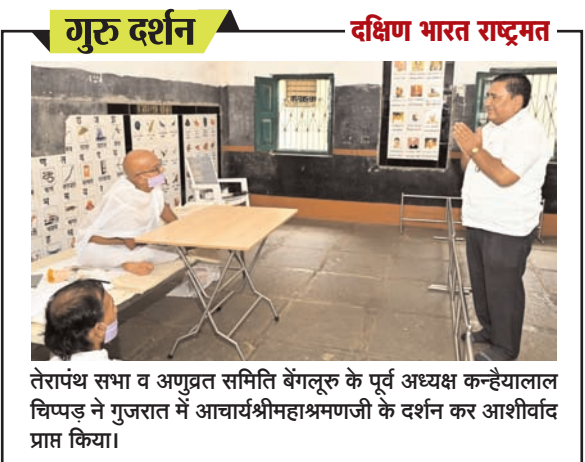 गुरु दर्शन
दक्षिण भारत राष्ट्रमत
तेरापंथ सभा व अणुव्रत समिति बेंगलूरु के पूर्व अध्यक्ष कन्हैयालाल
चिप्पड़ ने गुजरात में आचार्यश्रीमहाश्रमणजी के दर्शन कर आशीर्वाद
प्राप्त किया।